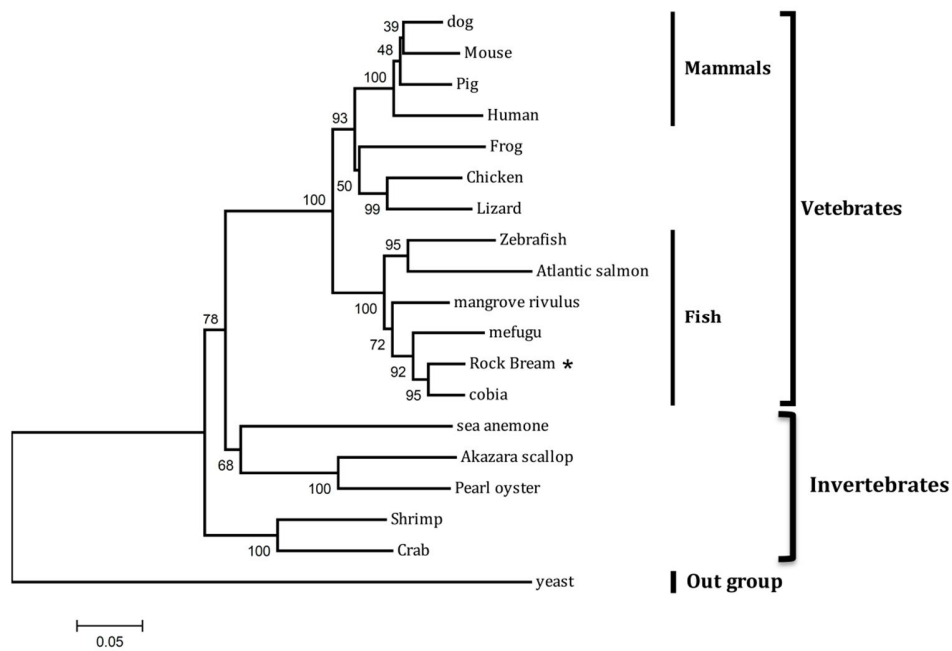 39
dog
48
Mouse
100
Pig
Human
Mammals
93
Frog
50
Chicken
99
Lizard
100
Vetebrates
95
Zebrafish
Atlantic salmon
100
mangrove rivulus
72
mefugu
92
Rock Bream *
95
cobia
Fish
78
sea anemone
68
Akazara scallop
100
Pearl oyster
Shrimp
100
Crab
Invertebrates
yeast
Out group
0.05